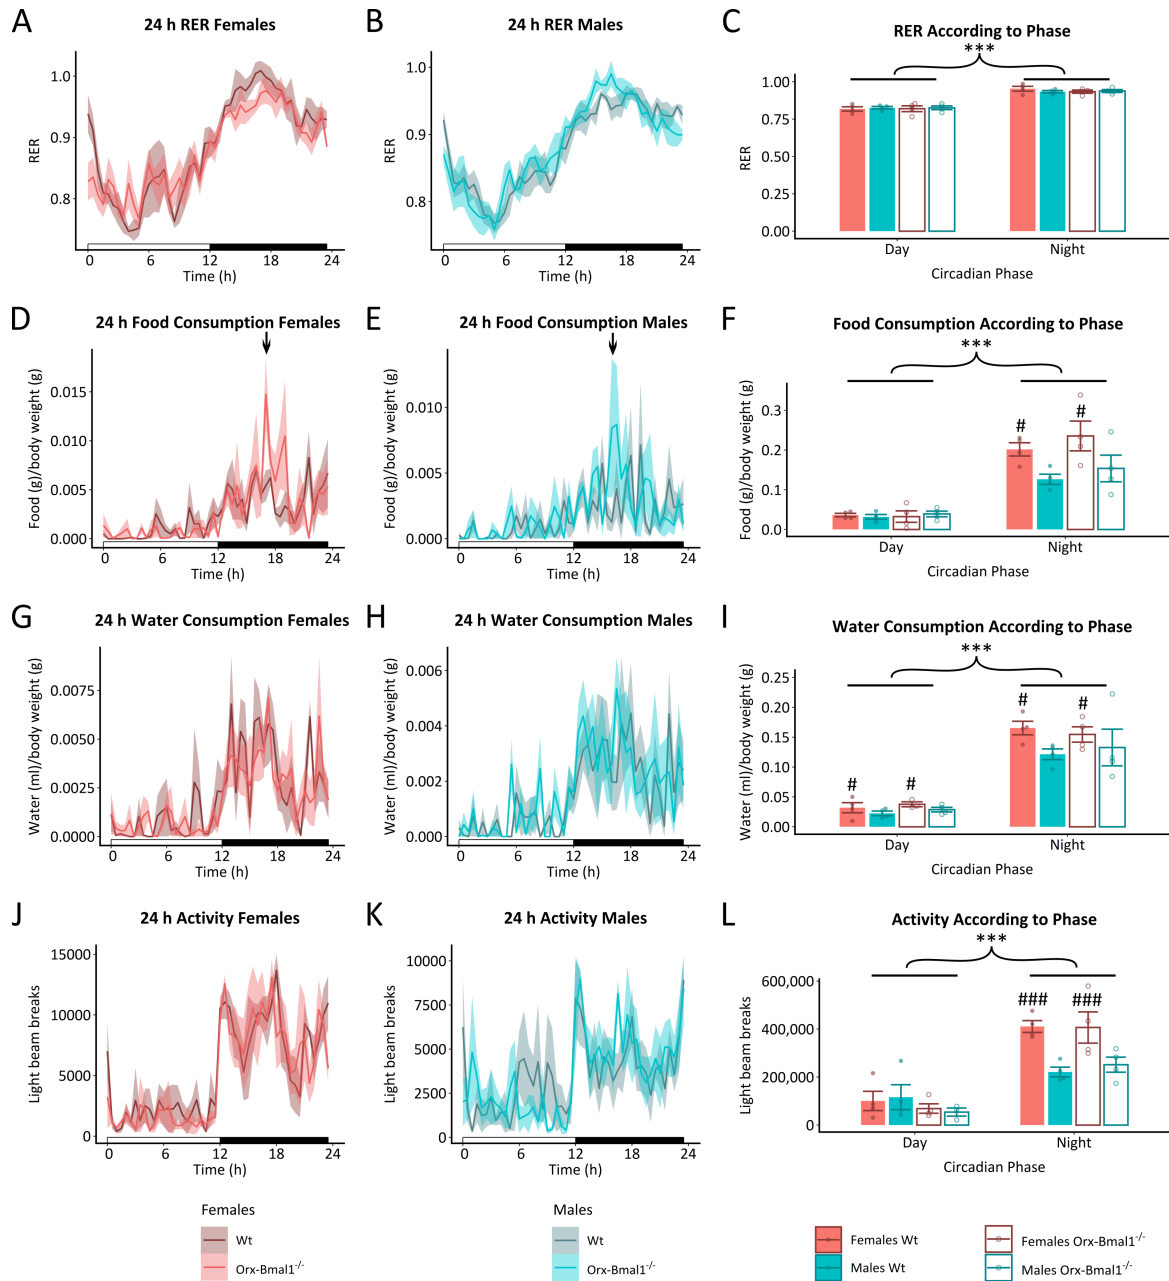 A
24 h RER Females
RER
1.0
0.9
0.8
0
6
12
18
24
Time (h)
B
24 h RER Males
RER
1.0
0.9
0.8
0
6
12
18
24
Time (h)
C
RER According to Phase
***
RER
1.00
0.75
0.50
0.25
0.00
Day
Night
Circadian Phase
D
24 h Food Consumption Females
Food (g)/body weight (g)
0.015
0.010
0.005
0.000
0
6
12
18
24
Time (h)
E
24 h Food Consumption Males
Food (g)/body weight (g)
0.010
0.005
0.000
0
6
12
18
24
Time (h)
F
Food Consumption According to Phase
***
# #
Food (g)/body weight (g)
0.3
0.2
0.1
0.0
Day
Night
Circadian Phase
G
24 h Water Consumption Females
Water (ml)/body weight (g)
0.0075
0.0050
0.0025
0.0000
0
6
12
18
24
Time (h)
H
24 h Water Consumption Males
Water (ml)/body weight (g)
0.006
0.004
0.002
0.000
0
6
12
18
24
Time (h)
I
Water Consumption According to Phase
***
# #
# #
Water (ml)/body weight (g)
0.25
0.20
0.15
0.10
0.05
0.00
Day
Night
Circadian Phase
J
24 h Activity Females
Light beam breaks
15000
10000
5000
0
0
6
12
18
24
Time (h)
K
24 h Activity Males
Light beam breaks
10000
7500
5000
2500
0
0
6
12
18
24
Time (h)
L
Activity According to Phase
***
### ###
Light beam breaks
600,000
400,000
200,000
0
Day
Night
Circadian Phase
Females
Wt
Orx-Bmal1-/-
Males
Wt
Orx-Bmal1-/-
Females Wt
Males Wt
Females Orx-Bmal1-/-
Males Orx-Bmal1-/-